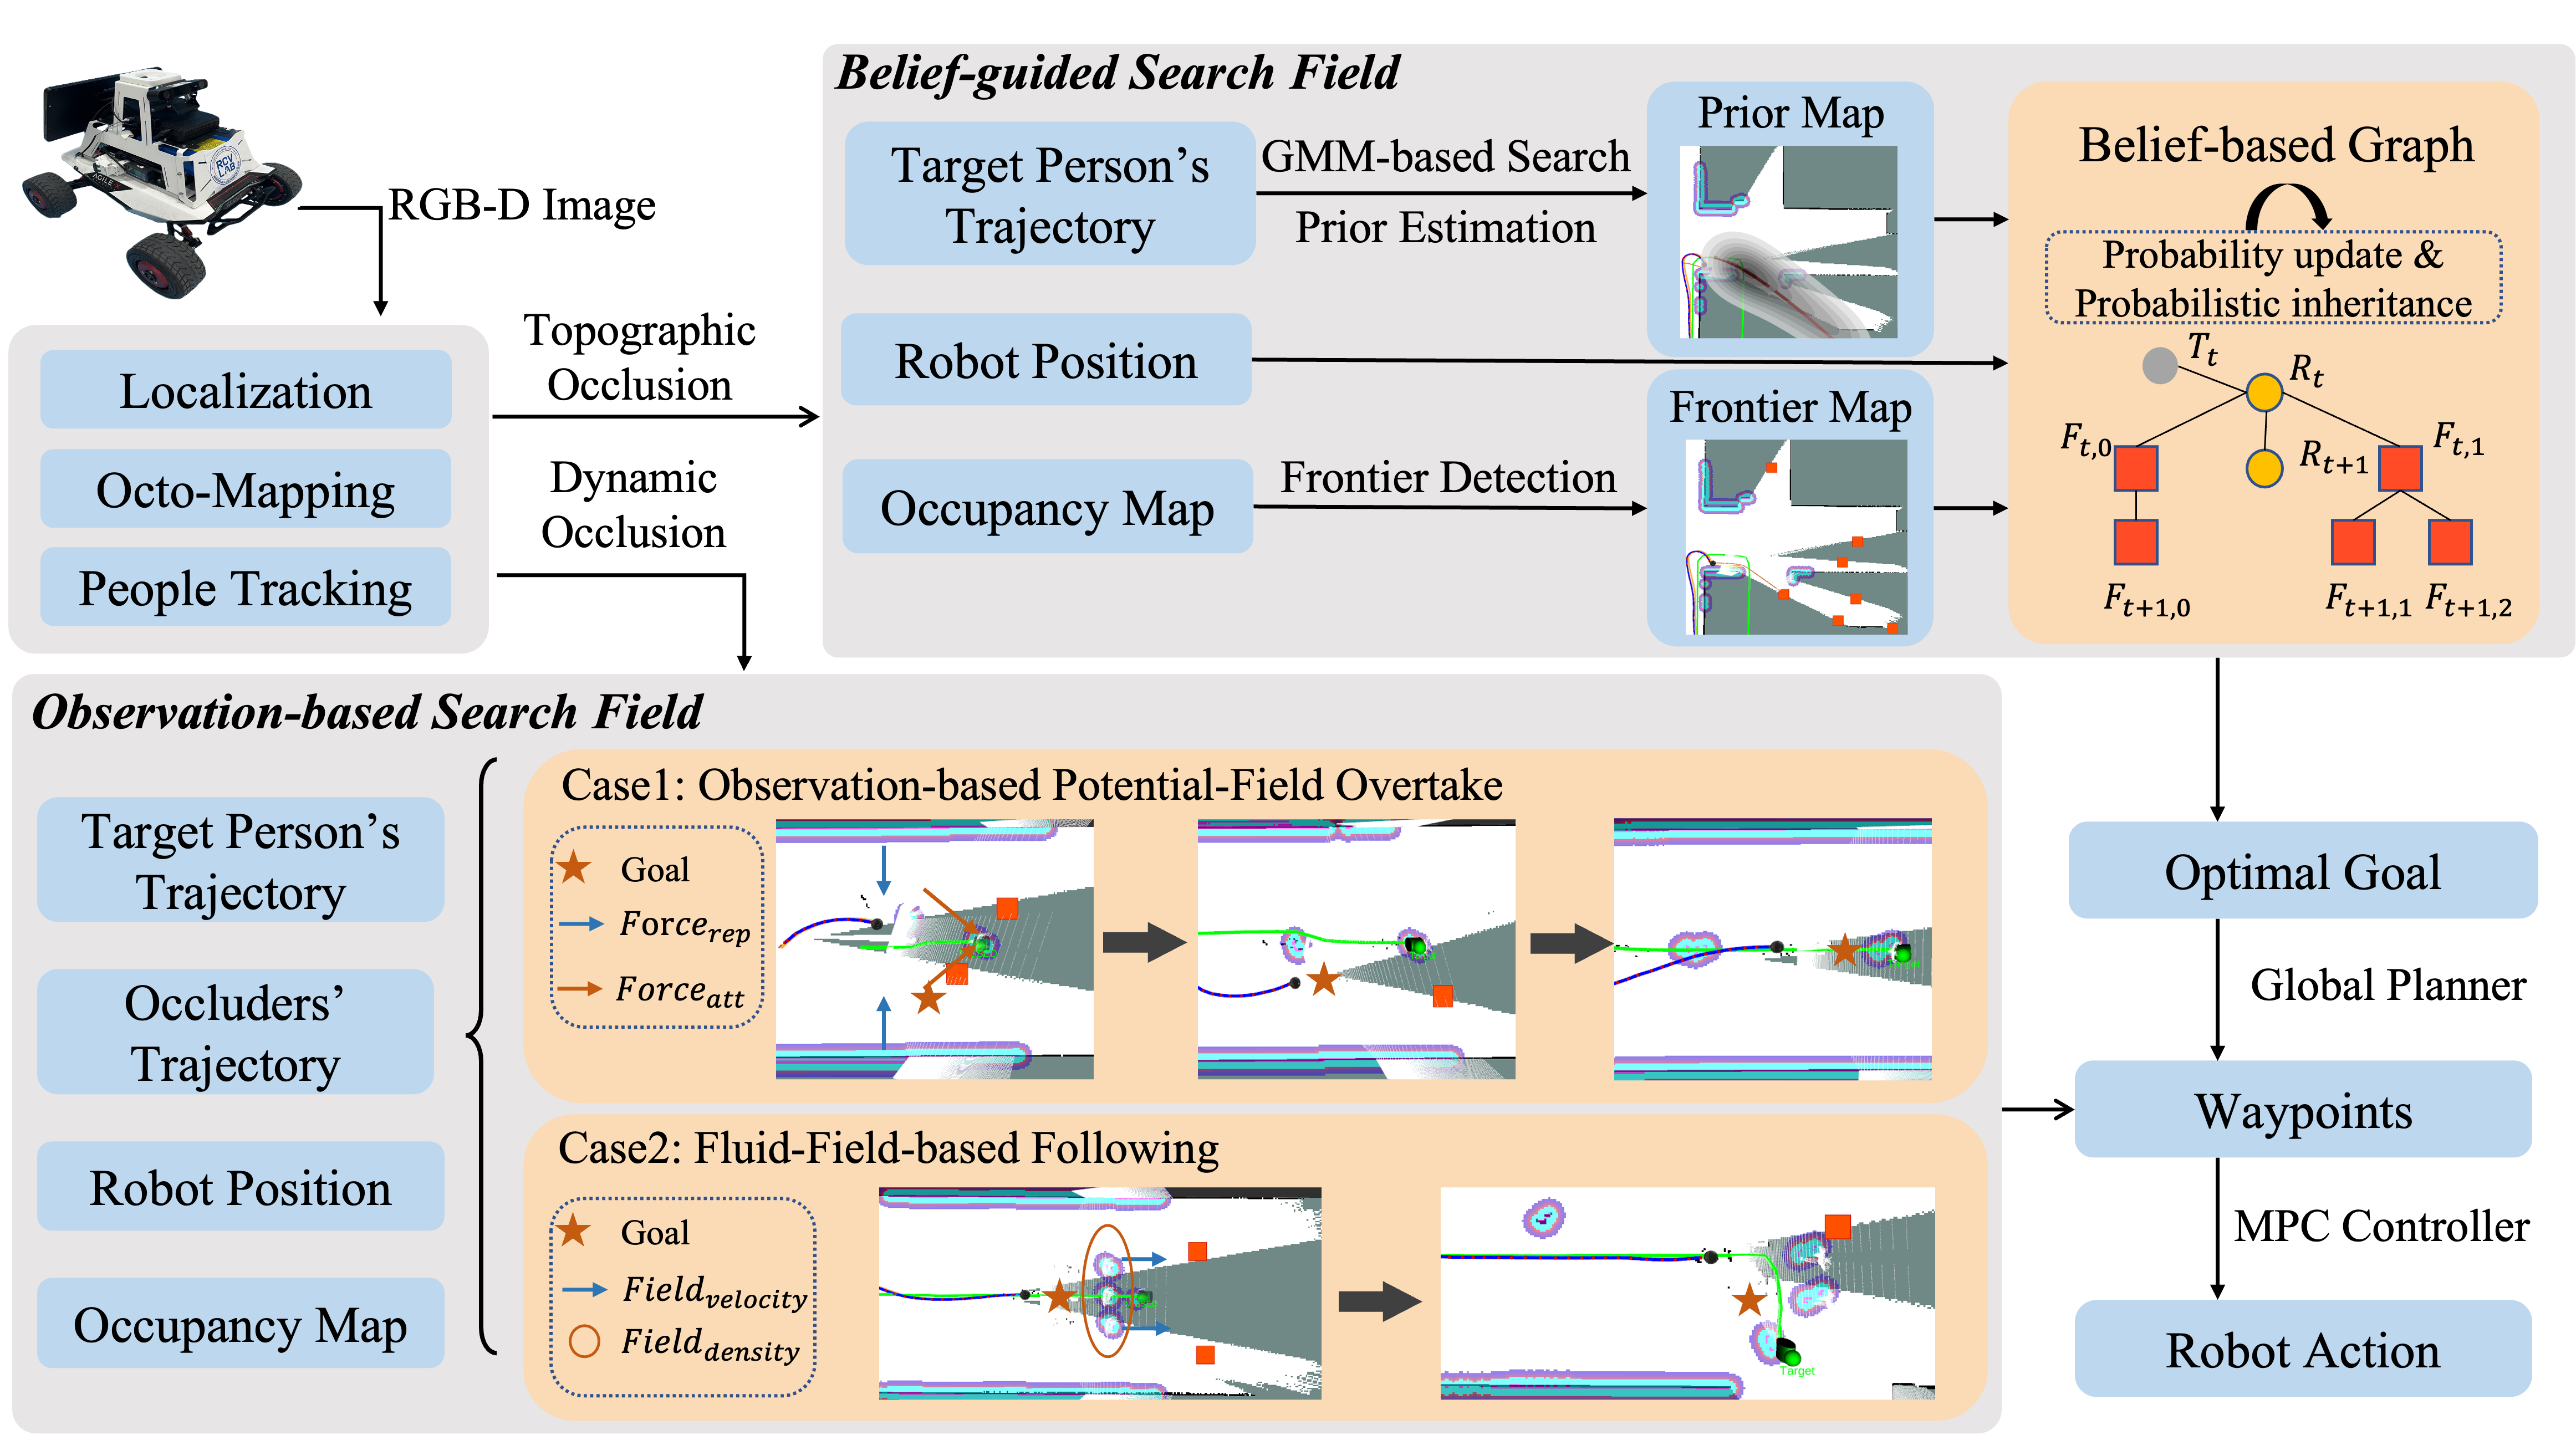 Belief-guided Search Field
RCV
LAB
AGILE X
RGB-D Image
Localization
Octo-Mapping
People Tracking
Topographic
Occlusion
Dynamic
Occlusion
Target Person’s
Trajectory
GMM-based Search
Prior Estimation
Robot Position
Occupancy Map
Frontier Detection
Prior Map
Frontier Map
Belief-based Graph
Probability update &
Probabilistic inheritance
T_t
R_t
F_{t,0}
R_{t+1}
F_{t,1}
F_{t+1,0}
F_{t+1,1}
F_{t+1,2}
Observation-based Search Field
Target Person’s
Trajectory
Occluders’
Trajectory
Robot Position
Occupancy Map
Case1: Observation-based Potential-Field Overtake
Goal
Force_{rep}
Force_{att}
Case2: Fluid-Field-based Following
Goal
Field_{velocity}
Field_{density}
Target
Optimal Goal
Global Planner
Waypoints
MPC Controller
Robot Action